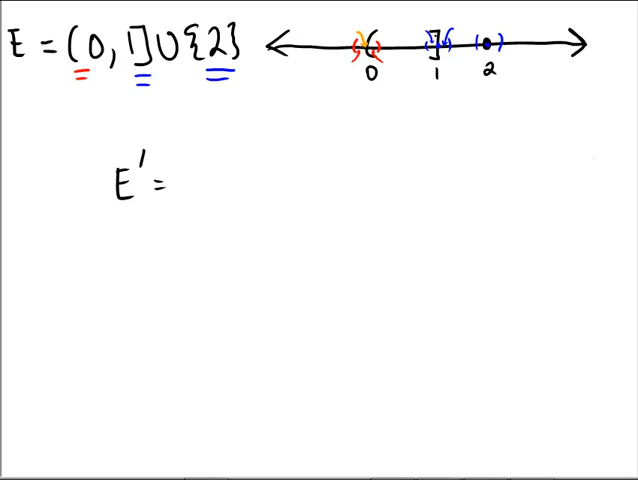 E = (0, 1] ∪ {2}
0 1 2
E' =